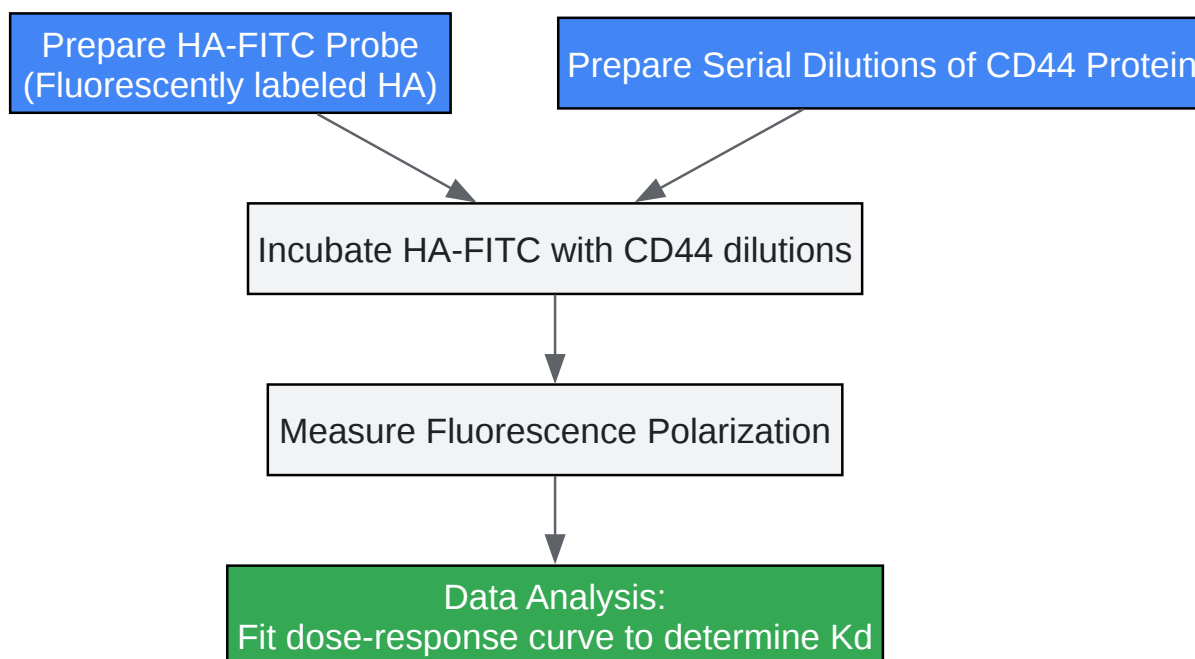 Prepare HA-FITC Probe
(Fluorescently labeled HA)
Prepare Serial Dilutions of CD44 Protein
Incubate HA-FITC with CD44 dilutions
Measure Fluorescence Polarization
Data Analysis:
Fit dose-response curve to determine Kd